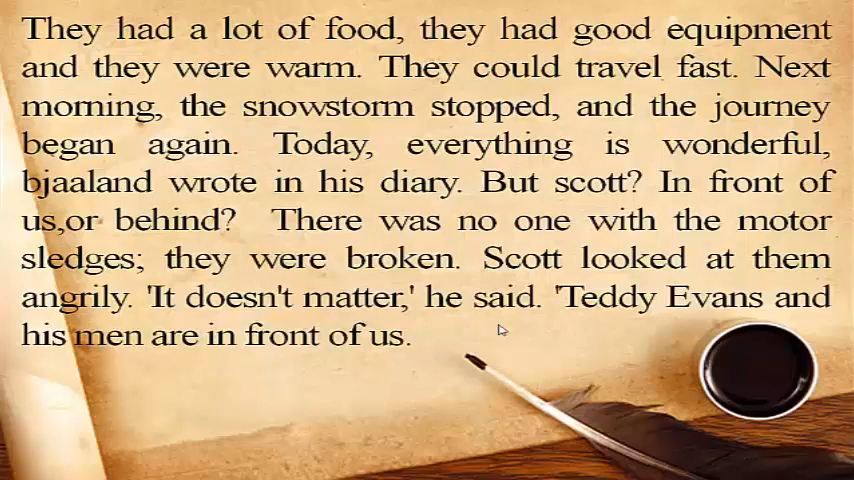 They had a lot of food, they had good equipment
and they were warm. They could travel fast. Next
morning, the snowstorm stopped, and the journey
began again. Today, everything is wonderful,
bjaaland wrote in his diary. But scott? In front of
us,or behind? There was no one with the motor
sledges; they were broken. Scott looked at them
angrily. 'It doesn't matter,' he said. 'Teddy Evans and
his men are in front of us.